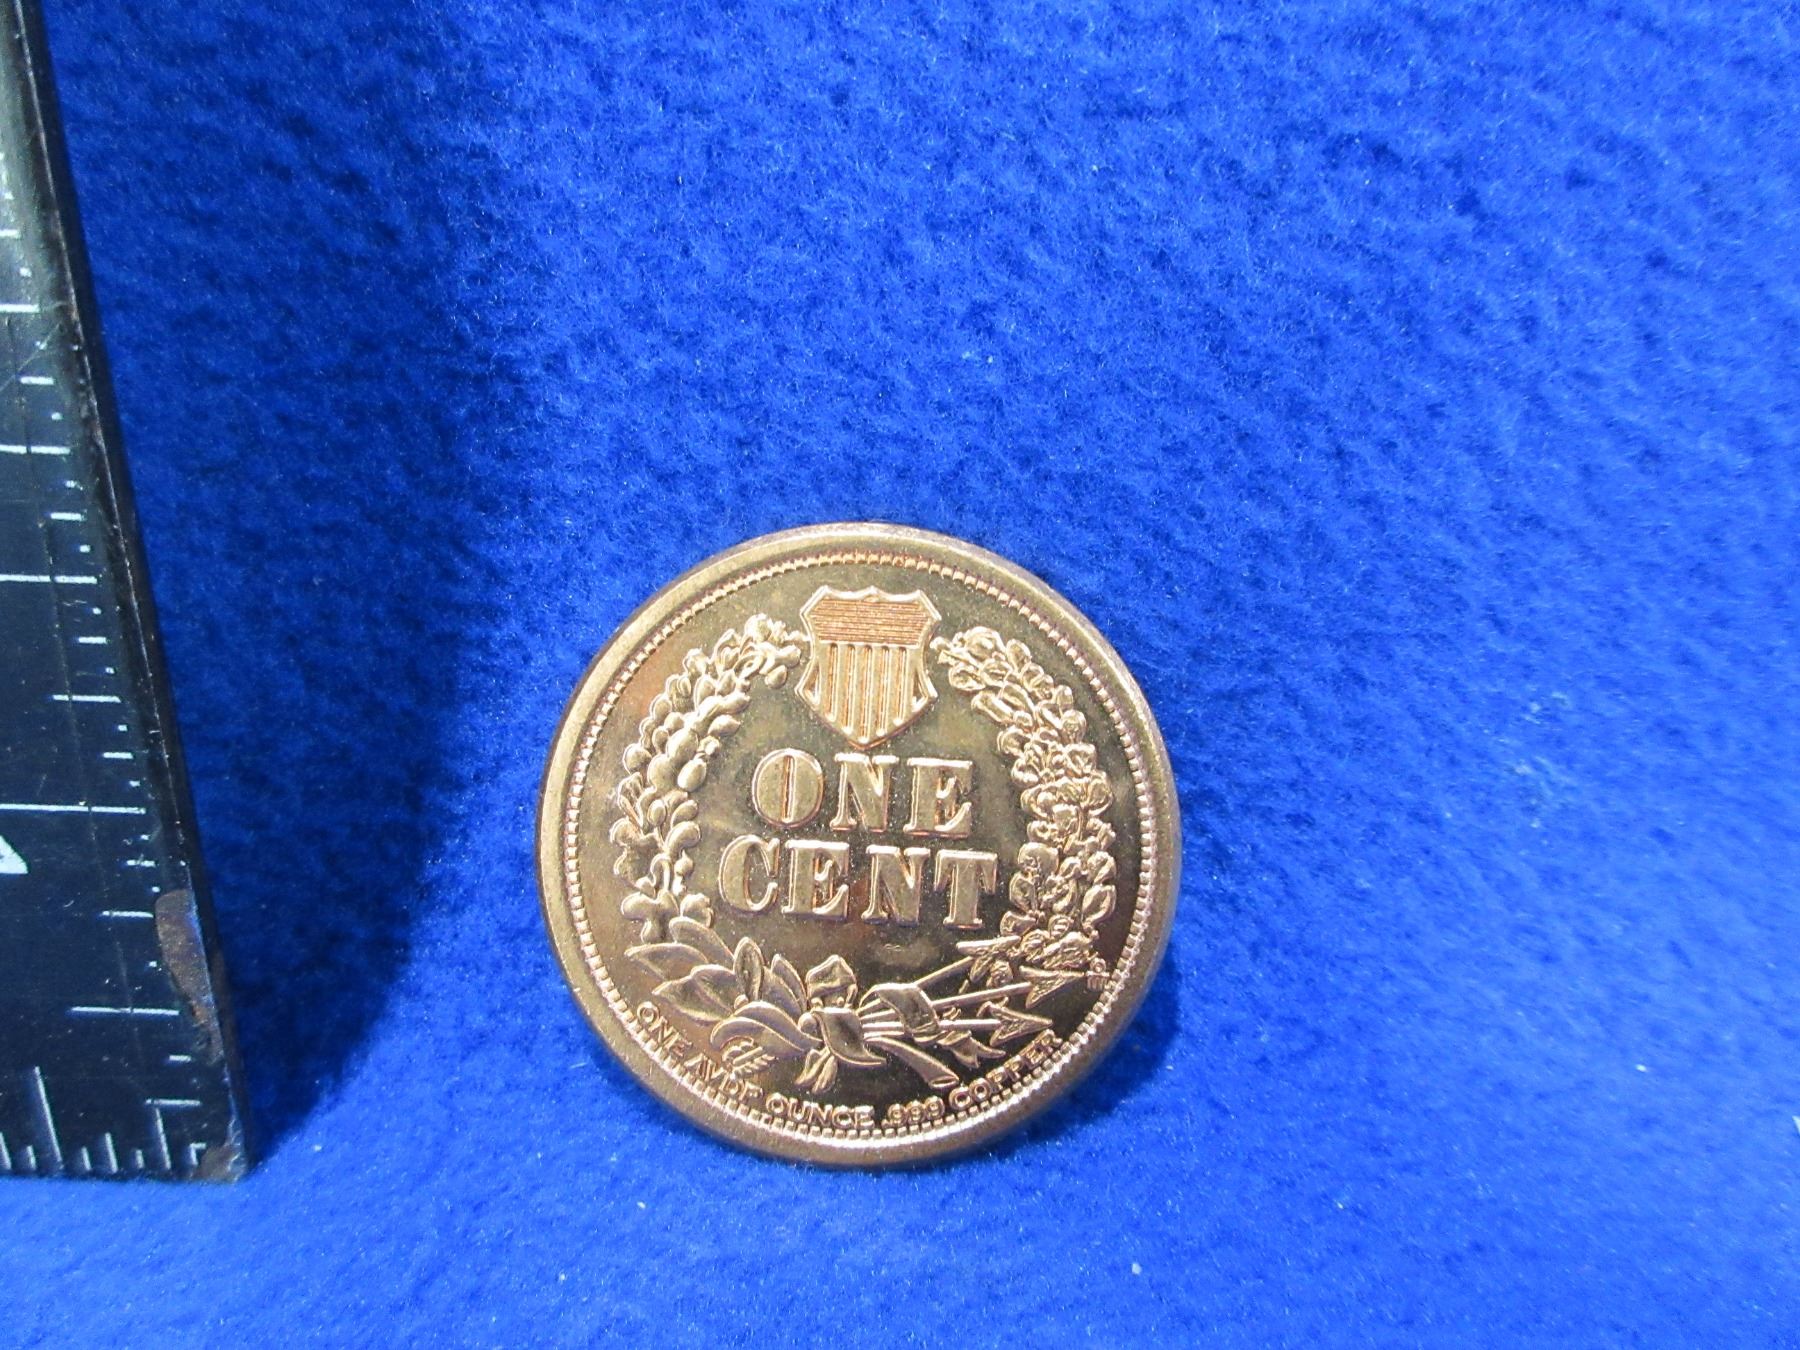 ONE
CENT
ONE AVDP OUNCE .999 COPPER